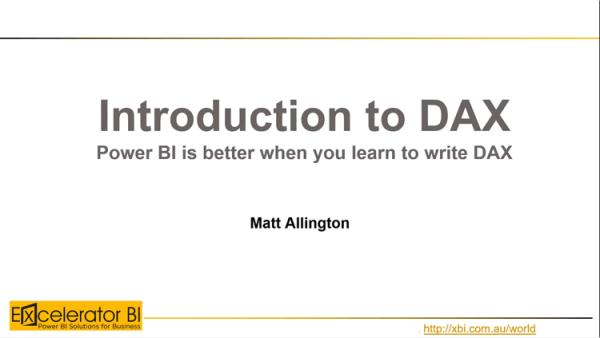 Introduction to DAX
Power BI is better when you learn to write DAX
Matt Allington
EXcelerator BI
Power BI Solutions for Business
http://xbi.com.au/world